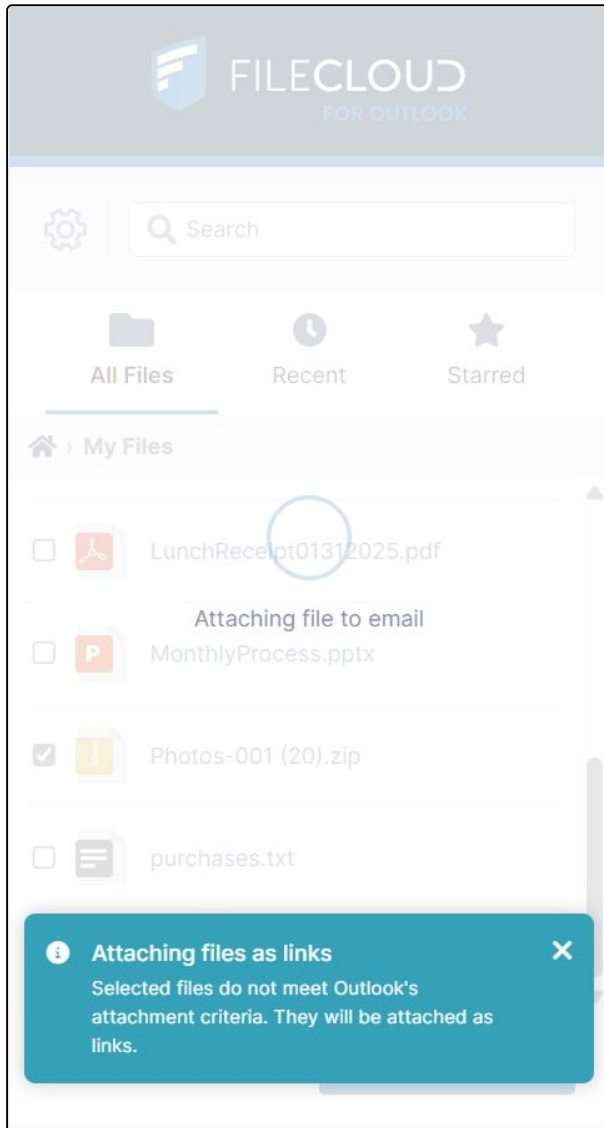 FILECLOUD
FOR OUTLOOK
Search
All Files
Recent
Starred
My Files
LunchReceipt01312025.pdf
Attaching file to email
P
MonthlyProcess.pptx
Photos-001 (20).zip
purchases.txt
Attaching files as links
Selected files do not meet Outlook's
attachment criteria. They will be attached as
links.